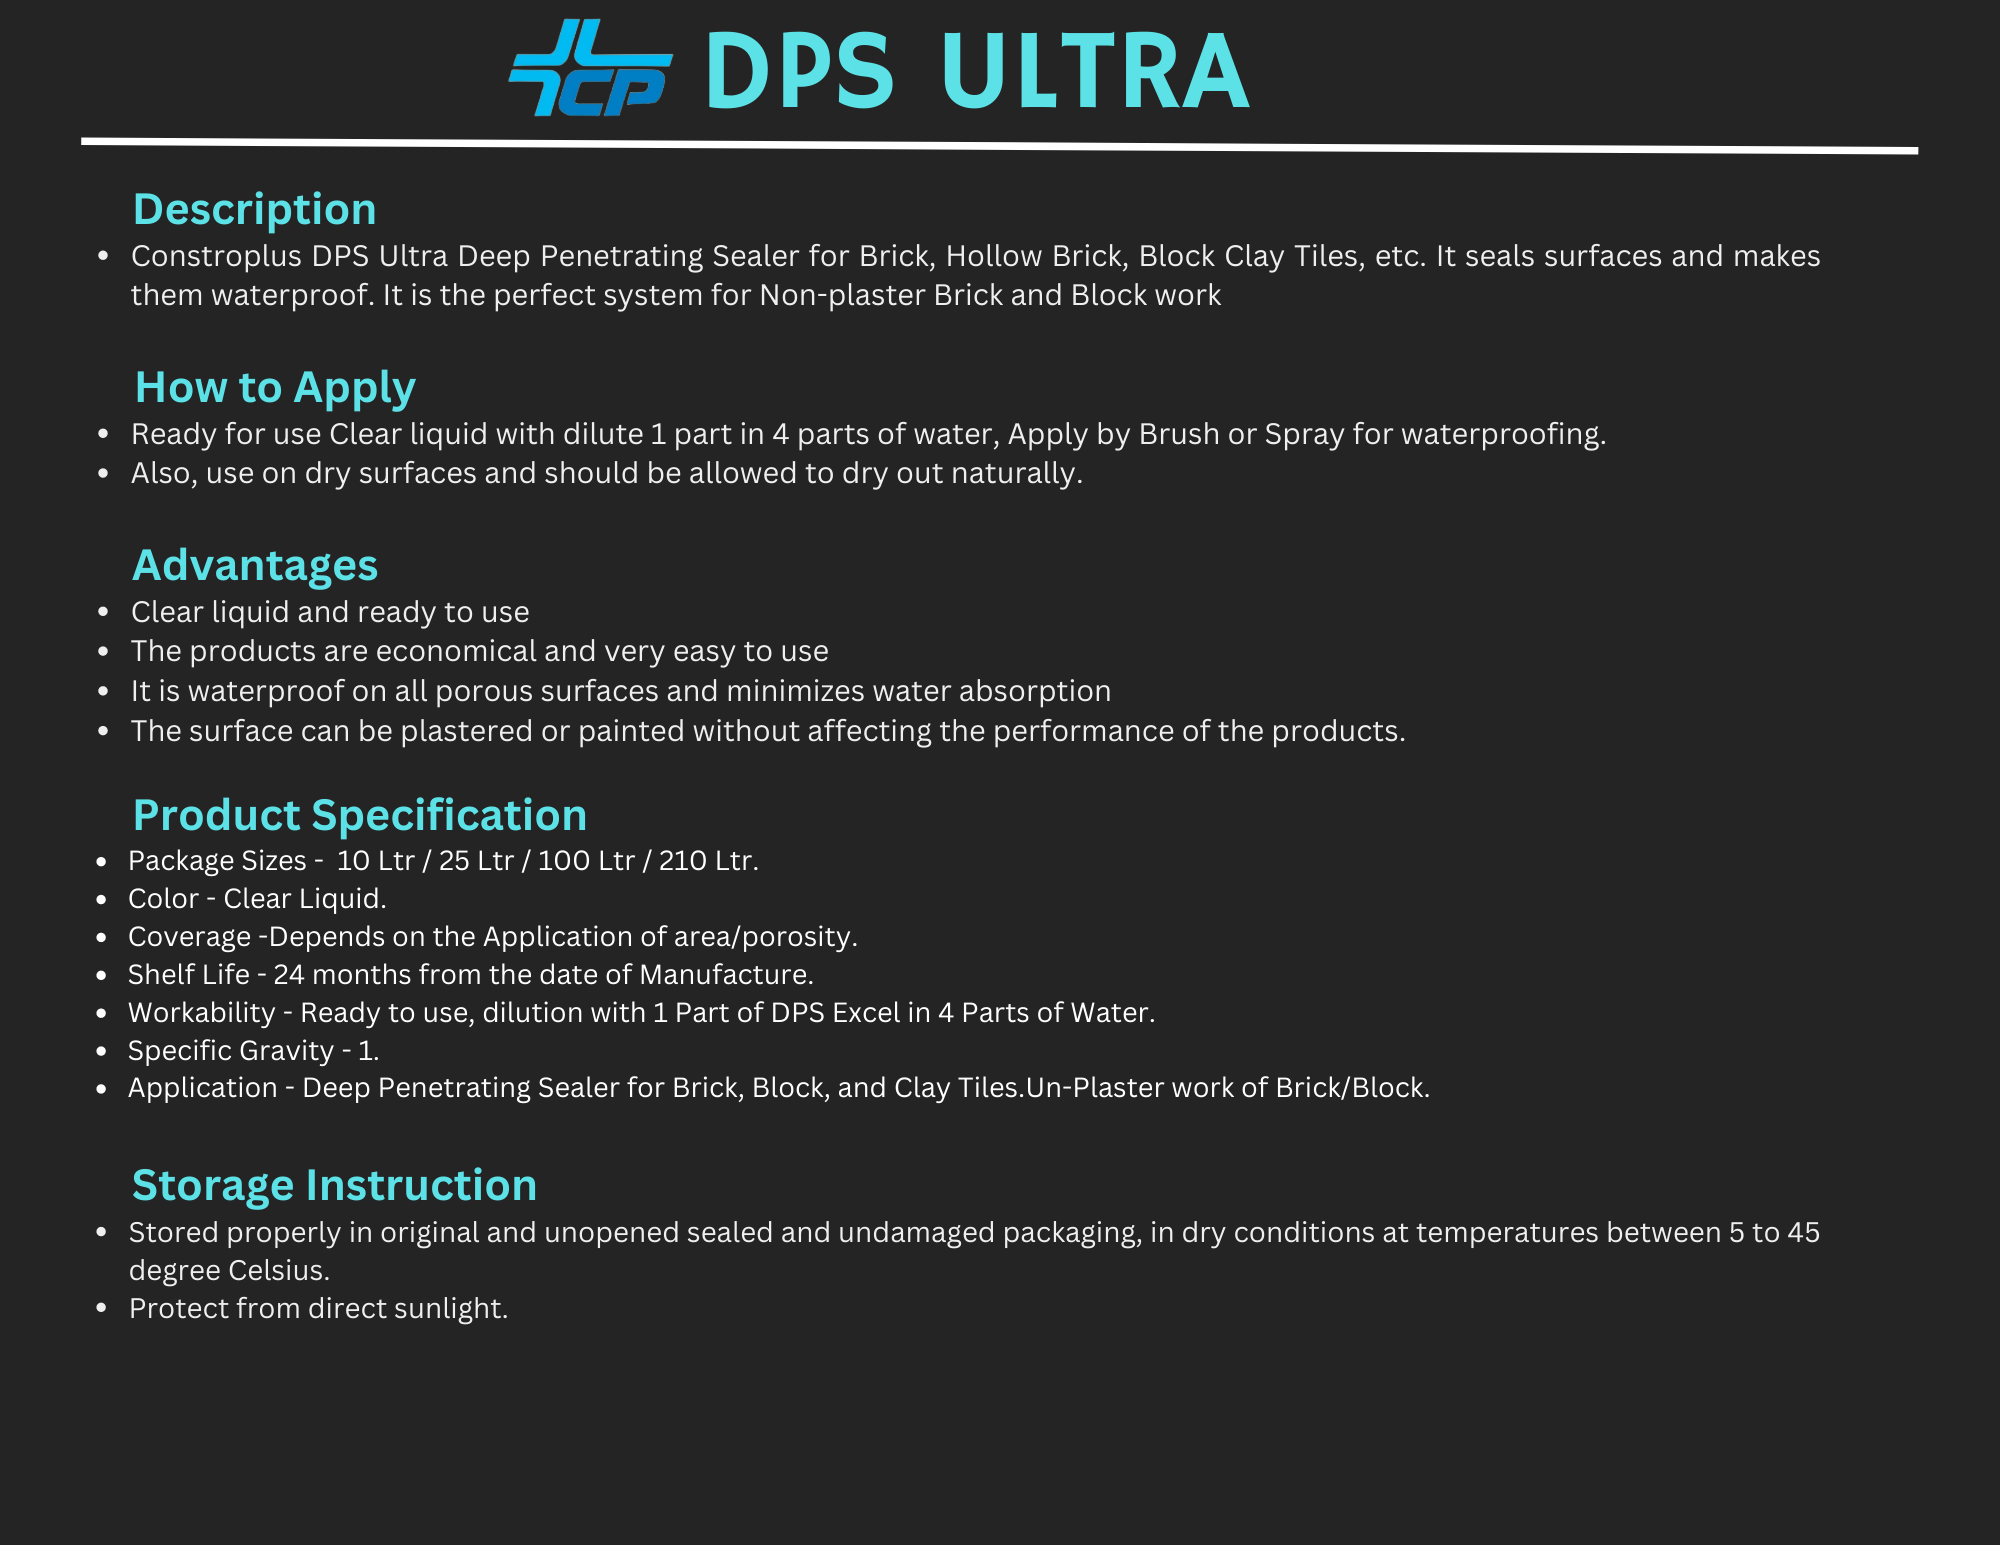 CP DPS ULTRA
Description
• Constroplus DPS Ultra Deep Penetrating Sealer for Brick, Hollow Brick, Block Clay Tiles, etc. It seals surfaces and makes
them waterproof. It is the perfect system for Non-plaster Brick and Block work
How to Apply
• Ready for use Clear liquid with dilute 1 part in 4 parts of water, Apply by Brush or Spray for waterproofing.
• Also, use on dry surfaces and should be allowed to dry out naturally.
Advantages
• Clear liquid and ready to use
• The products are economical and very easy to use
• It is waterproof on all porous surfaces and minimizes water absorption
• The surface can be plastered or painted without affecting the performance of the products.
Product Specification
• Package Sizes -  10 Ltr / 25 Ltr / 100 Ltr / 210 Ltr.
• Color - Clear Liquid.
• Coverage -Depends on the Application of area/porosity.
• Shelf Life - 24 months from the date of Manufacture.
• Workability - Ready to use, dilution with 1 Part of DPS Excel in 4 Parts of Water.
• Specific Gravity - 1.
• Application - Deep Penetrating Sealer for Brick, Block, and Clay Tiles.Un-Plaster work of Brick/Block.
Storage Instruction
• Stored properly in original and unopened sealed and undamaged packaging, in dry conditions at temperatures between 5 to 45
degree Celsius.
• Protect from direct sunlight.